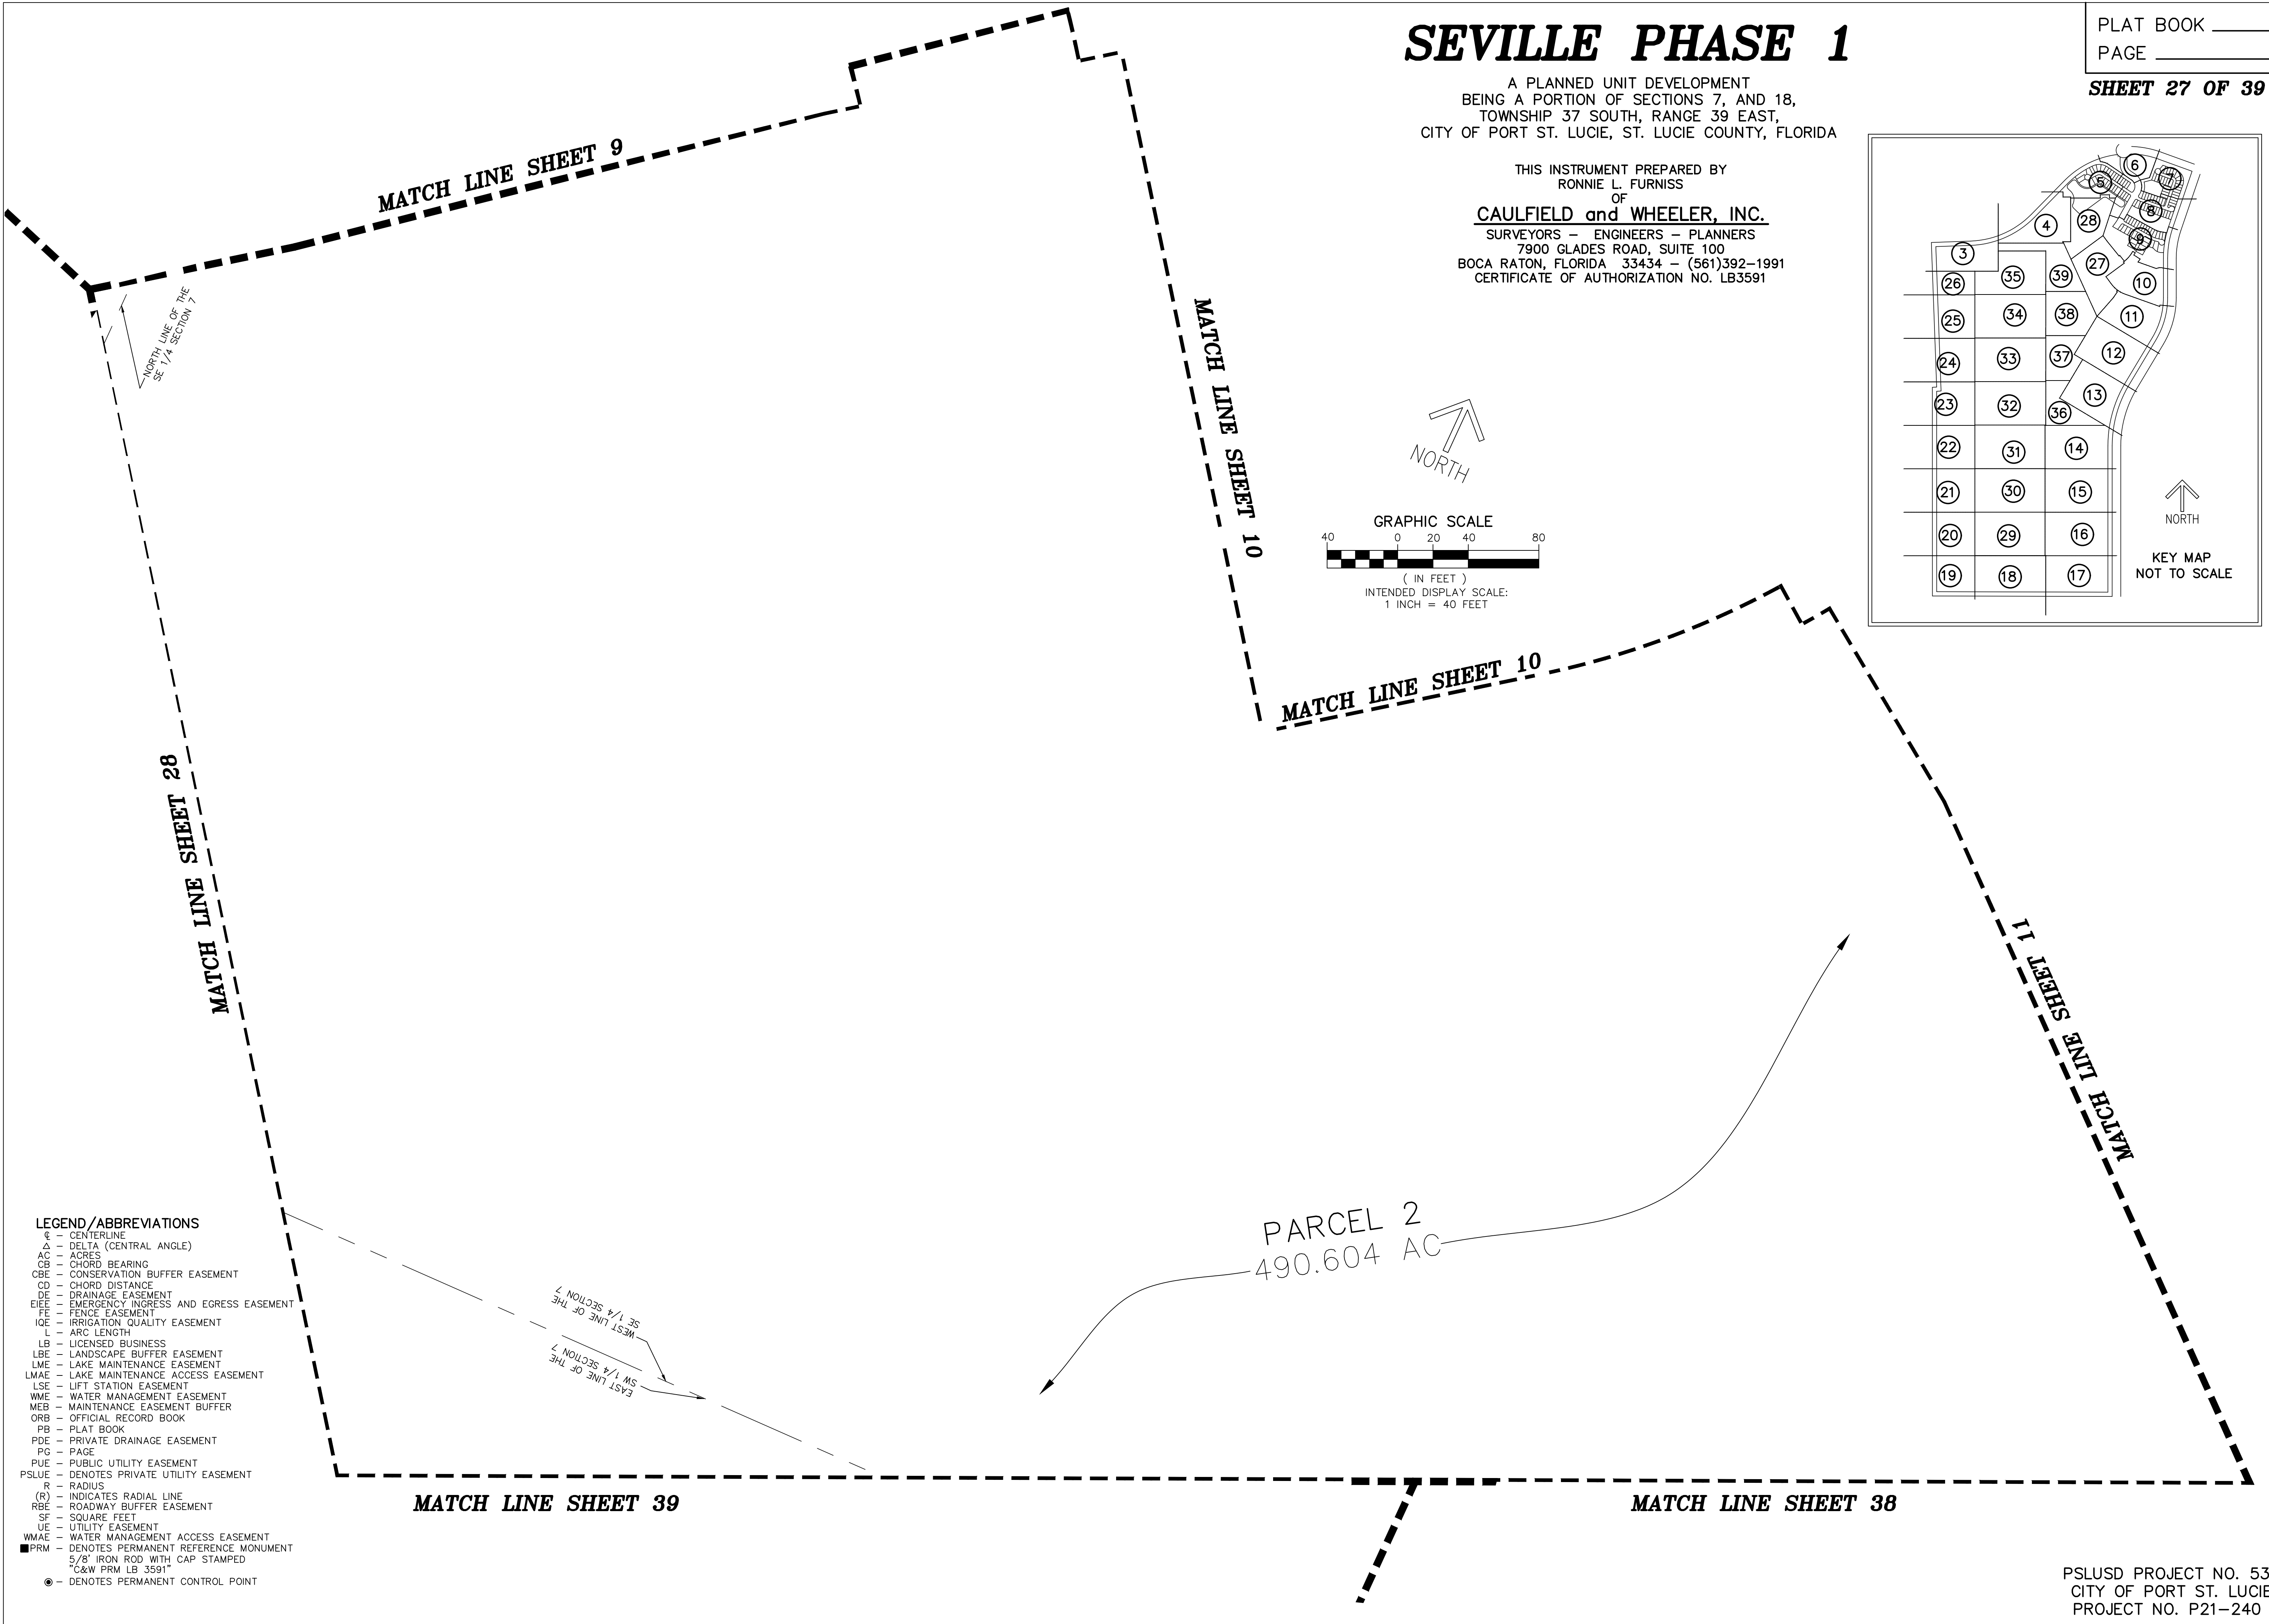 SEVILLE PHASE 1
A PLANNED UNIT DEVELOPMENT
BEING A PORTION OF SECTIONS 7, AND 18,
TOWNSHIP 37 SOUTH, RANGE 39 EAST,
CITY OF PORT ST. LUCIE, ST. LUCIE COUNTY, FLORIDA
THIS INSTRUMENT PREPARED BY
RONNIE L. FURNISS
OF
CAULFIELD and WHEELER, INC.
SURVEYORS – ENGINEERS – PLANNERS
7900 GLADES ROAD, SUITE 100
BOCA RATON, FLORIDA 33434 – (561)392–1991
CERTIFICATE OF AUTHORIZATION NO. LB3591
PLAT BOOK
PAGE
SHEET 27 OF 39
6
5
7
8
28
4
9
3
27
35
39
10
26
34
38
11
25
33
37
12
24
13
23
32
36
22
31
14
21
30
15
20
29
16
19
18
17
NORTH
KEY MAP
NOT TO SCALE
NORTH
GRAPHIC SCALE
40 0 20 40 80
( IN FEET )
INTENDED DISPLAY SCALE:
1 INCH = 40 FEET
MATCH LINE SHEET 9
NORTH LINE OF THE
SE 1/4 SECTION 7
MATCH LINE SHEET 10
MATCH LINE SHEET 10
MATCH LINE SHEET 28
MATCH LINE SHEET 11
PARCEL 2
490.604 AC
WEST LINE OF THE
SE 1/4 SECTION 7
EAST LINE OF THE
SW 1/4 SECTION 7
MATCH LINE SHEET 39
MATCH LINE SHEET 38
LEGEND/ABBREVIATIONS
℄ – CENTERLINE
△ – DELTA (CENTRAL ANGLE)
AC – ACRES
CB – CHORD BEARING
CBE – CONSERVATION BUFFER EASEMENT
CD – CHORD DISTANCE
DE – DRAINAGE EASEMENT
EIEE – EMERGENCY INGRESS AND EGRESS EASEMENT
FE – FENCE EASEMENT
IQE – IRRIGATION QUALITY EASEMENT
L – ARC LENGTH
LB – LICENSED BUSINESS
LBE – LANDSCAPE BUFFER EASEMENT
LME – LAKE MAINTENANCE EASEMENT
LMAE – LAKE MAINTENANCE ACCESS EASEMENT
LSE – LIFT STATION EASEMENT
WME – WATER MANAGEMENT EASEMENT
MEB – MAINTENANCE EASEMENT BUFFER
ORB – OFFICIAL RECORD BOOK
PB – PLAT BOOK
PDE – PRIVATE DRAINAGE EASEMENT
PG – PAGE
PUE – PUBLIC UTILITY EASEMENT
PSLUE – DENOTES PRIVATE UTILITY EASEMENT
R – RADIUS
(R) – INDICATES RADIAL LINE
RBE – ROADWAY BUFFER EASEMENT
SF – SQUARE FEET
UE – UTILITY EASEMENT
WMAE – WATER MANAGEMENT ACCESS EASEMENT
■PRM – DENOTES PERMANENT REFERENCE MONUMENT
5/8' IRON ROD WITH CAP STAMPED
"C&W PRM LB 3591"
◉ – DENOTES PERMANENT CONTROL POINT
PSLUSD PROJECT NO. 53
CITY OF PORT ST. LUCIE
PROJECT NO. P21–240